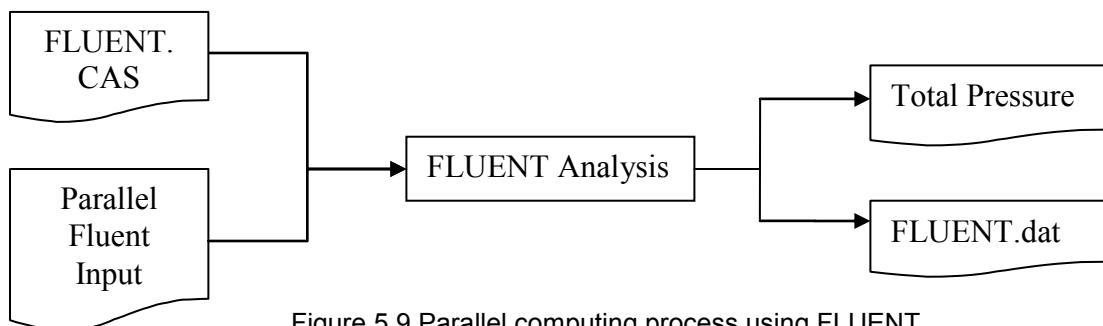 FLUENT.
CAS
Parallel
Fluent
Input
FLUENT Analysis
Total Pressure
FLUENT.dat
Figure 5.9 Parallel computing process using FLUENT